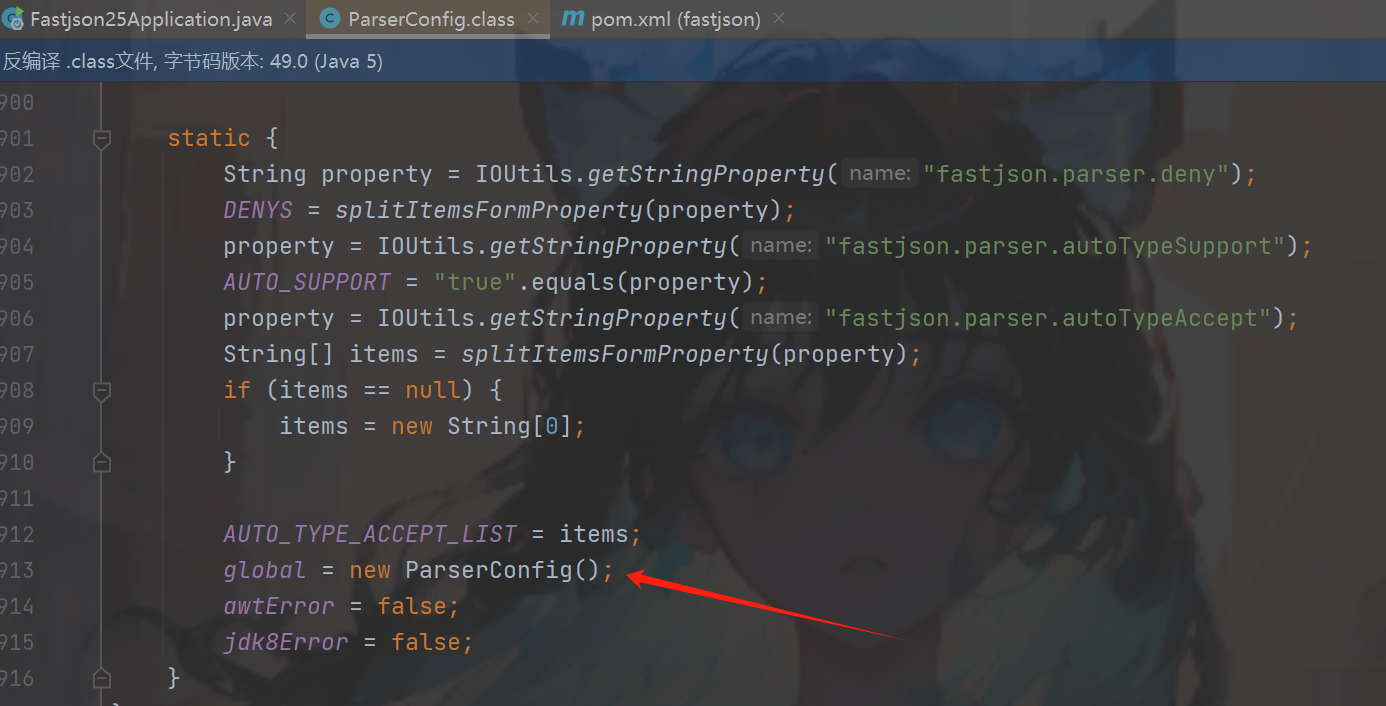 Fastjson25Application.java × ParserConfig.class × m pom.xml (fastjson) ×
反编译 .class文件, 字节码版本: 49.0 (Java 5)
900
901 static {
902 String property = IOUtils.getStringProperty( name: "fastjson.parser.deny");
903 DENYS = splitItemsFormProperty(property);
904 property = IOUtils.getStringProperty( name: "fastjson.parser.autoTypeSupport");
905 AUTO_SUPPORT = "true".equals(property);
906 property = IOUtils.getStringProperty( name: "fastjson.parser.autoTypeAccept");
907 String[] items = splitItemsFormProperty(property);
908 if (items == null) {
909 items = new String[0];
910 }
911
912 AUTO_TYPE_ACCEPT_LIST = items;
913 global = new ParserConfig();
914 awtError = false;
915 jdk8Error = false;
916 }